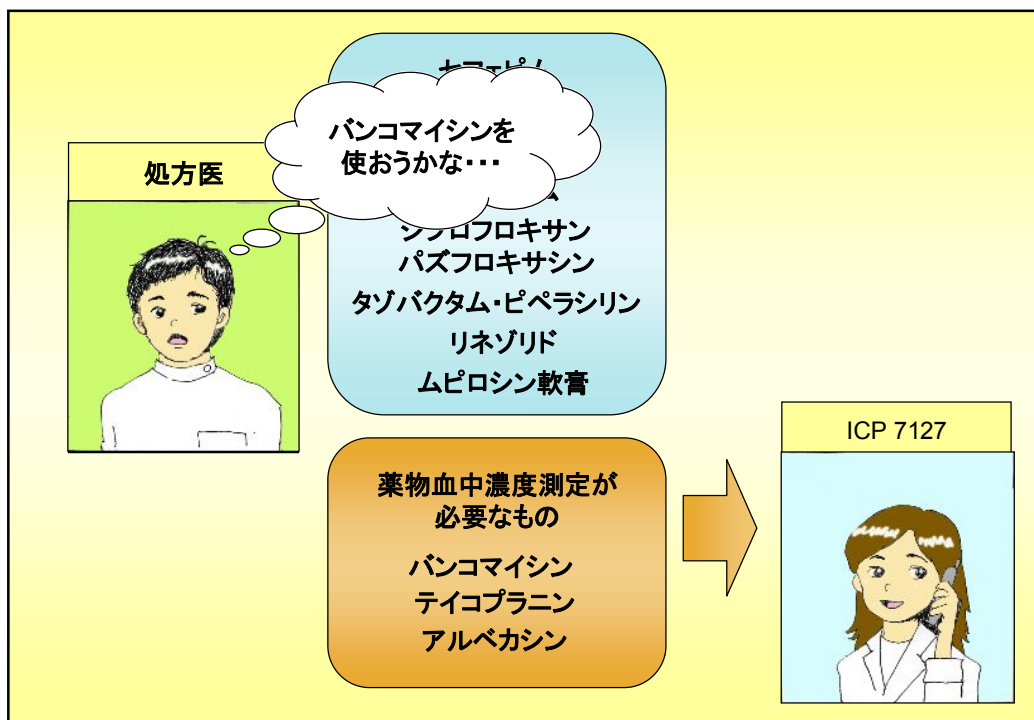 バンコマイシンを
使おうかな・・・
処方医
シプロフロキサン
パズフロキサシン
タゾバクタム・ピペラシリン
リネゾリド
ムピロシン軟膏
薬物血中濃度測定が
必要なもの
バンコマイシン
テイコプラニン
アルベカシン
ICP 7127